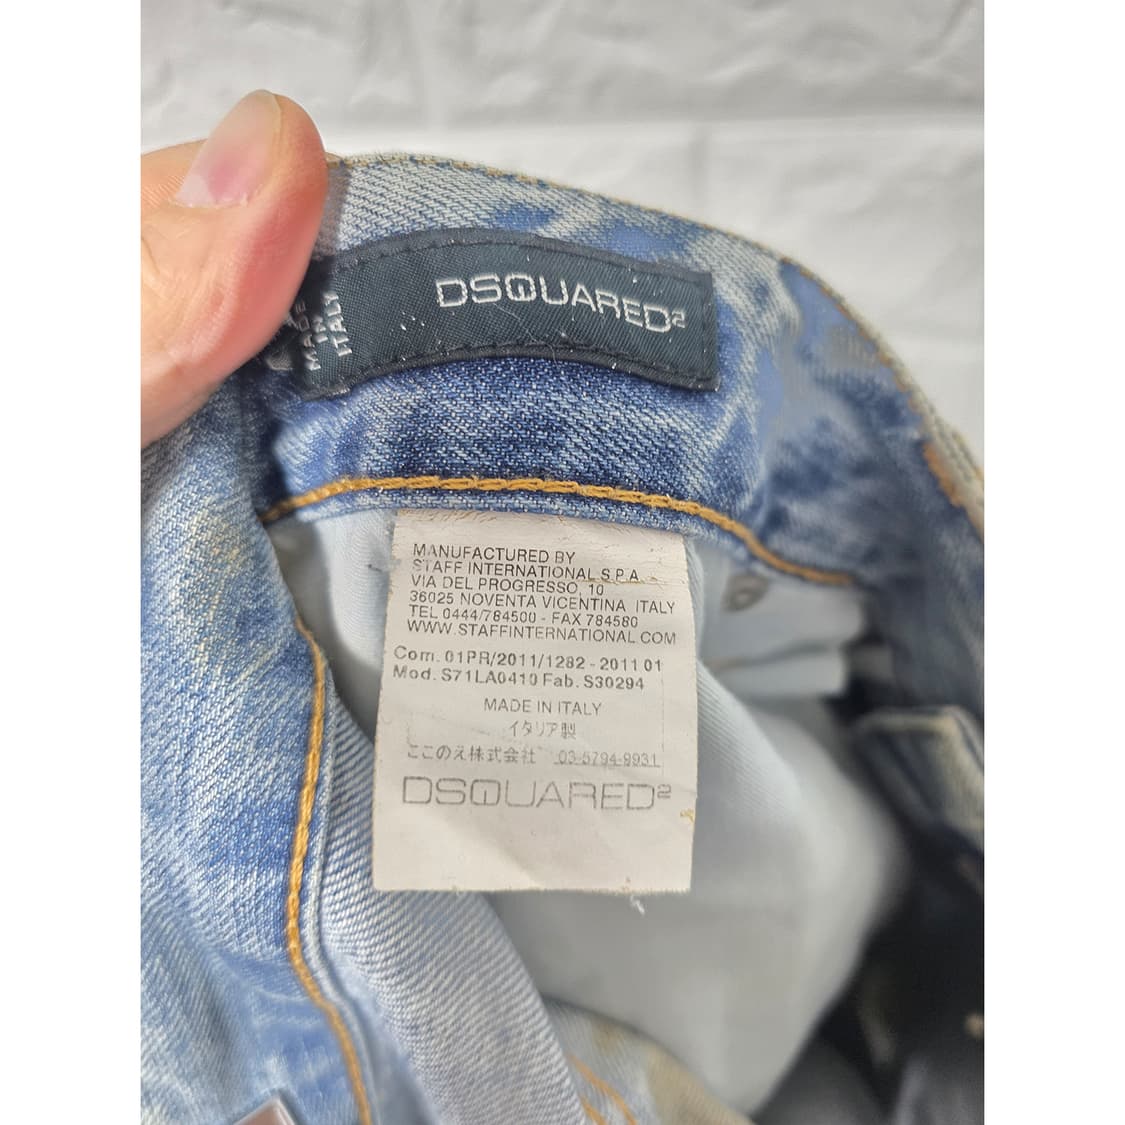 DSQUARED2
MADE
IN
ITALY
MANUFACTURED BY
STAFF INTERNATIONAL S.P.A.
VIA DEL PROGRESSO, 10
36025 NOVENTA VICENTINA ITALY
TEL 0444/784500 - FAX 784580
WWW.STAFFINTERNATIONAL.COM
Com. 01PR/2011/1282 - 2011 01
Mod. S71LA0410 Fab. S30294
MADE IN ITALY
イタリア製
ここのえ株式会社 03-5794-9931
DSQUARED2